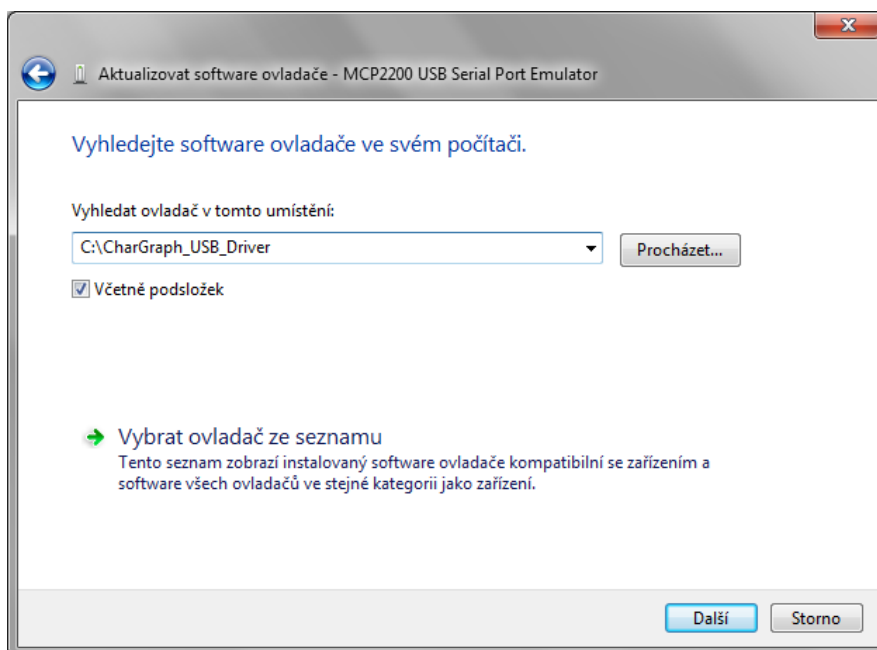 Aktualizovat software ovladače - MCP2200 USB Serial Port Emulator
Vyhledejte software ovladače ve svém počítači.
Vyhledat ovladač v tomto umístění:
C:\CharGraph_USB_Driver
Procházet...
Včetně podsložek
Vybrat ovladač ze seznamu
Tento seznam zobrazí instalovaný software ovladače kompatibilní se zařízením a
software všech ovladačů ve stejné kategorii jako zařízení.
Další
Storno